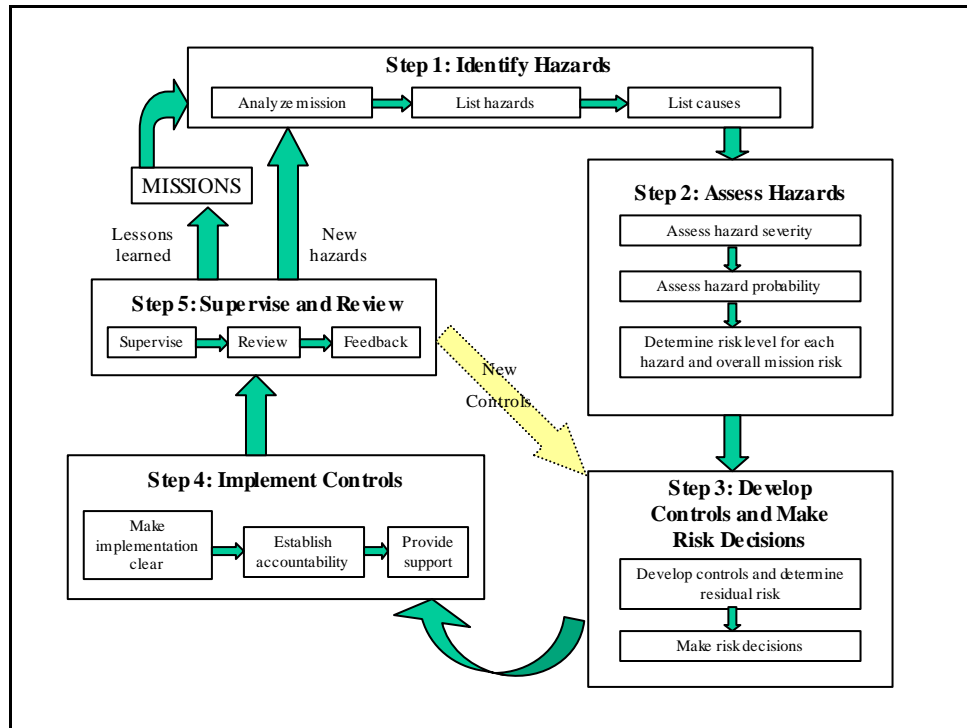 Step 1: Identify Hazards
Analyze mission
List hazards
List causes
MISSIONS
Lessons
learned
New
hazards
Step 2: Assess Hazards
Assess hazard severity
Assess hazard probability
Determine risk level for each
hazard and overall mission risk
Step 5: Supervise and Review
Supervise
Review
Feedback
New
Controls
Step 4: Implement Controls
Make
implementation
clear
Establish
accountability
Provide
support
Step 3: Develop
Controls and Make
Risk Decisions
Develop controls and determine
residual risk
Make risk decisions